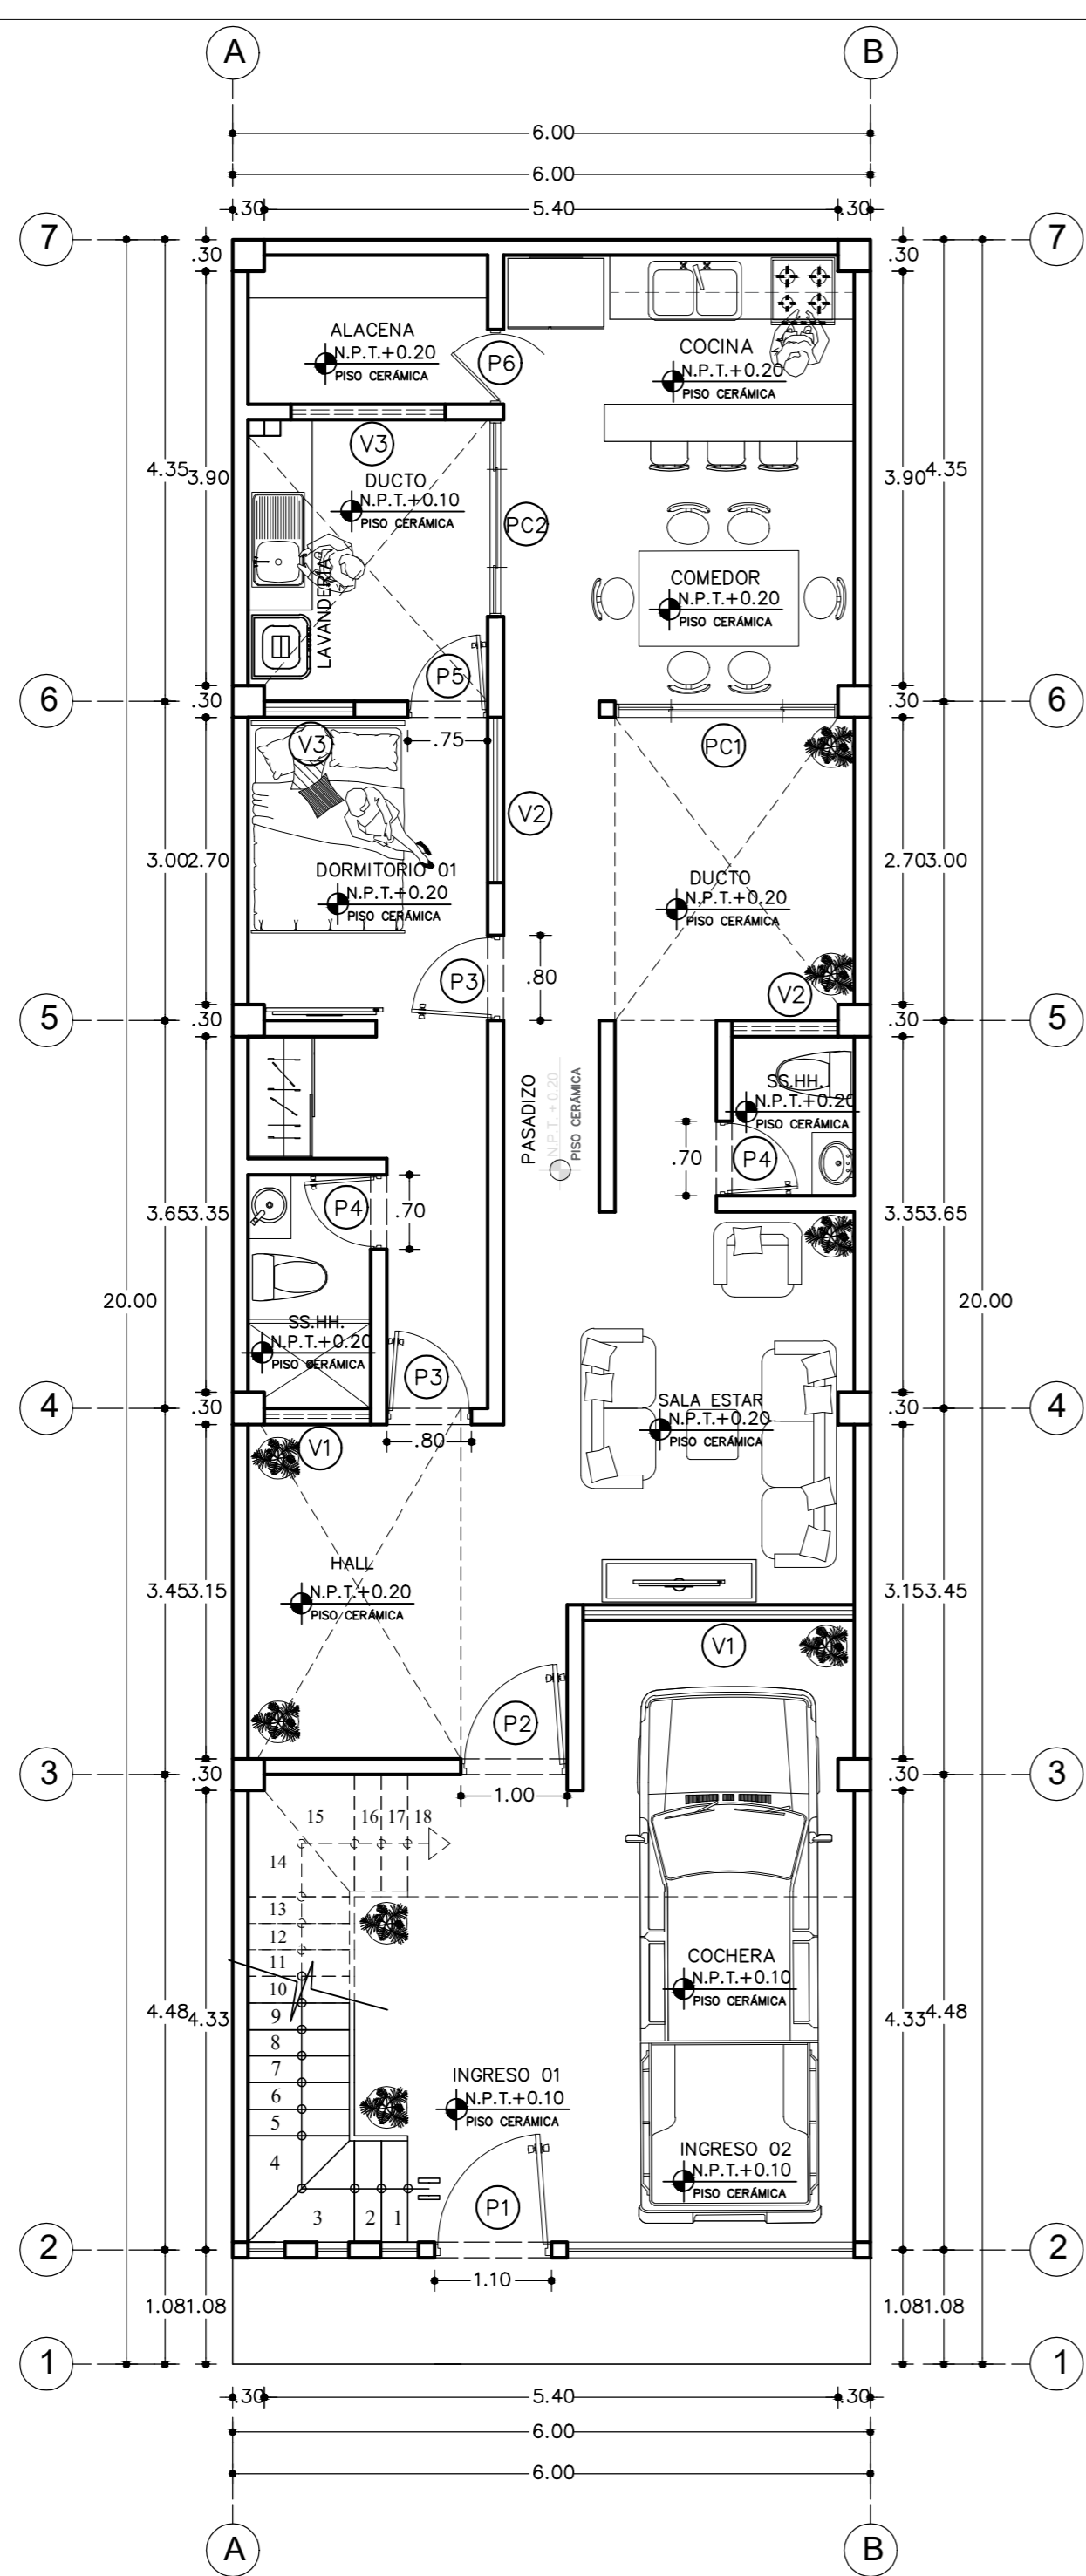 A B
6.00
6.00
.30 5.40 .30
7 7
.30 .30
ALACENA
N.P.T.+0.20
PISO CERÁMICA
P6
COCINA
N.P.T.+0.20
PISO CERÁMICA
V3
4.35 3.90 3.90 4.35
DUCTO
N.P.T.+0.10
PISO CERÁMICA
PC2
LAVANDERIA
COMEDOR
N.P.T.+0.20
PISO CERÁMICA
P5
6 .30 .30 6
V3
.75
PC1
V2
3.00 2.70 2.70 3.00
DORMITORIO 01
N.P.T.+0.20
PISO CERÁMICA
DUCTO
N.P.T.+0.20
PISO CERÁMICA
P3
.80
V2
5 .30 .30 5
PASADIZO
N.P.T.+0.20
PISO CERÁMICA
SS.HH.
N.P.T.+0.20
PISO CERÁMICA
.70
P4
P4
.70
3.65 3.35 3.35 3.65
20.00 20.00
SS.HH.
N.P.T.+0.20
PISO CERÁMICA
P3
SALA ESTAR
N.P.T.+0.20
PISO CERÁMICA
4 .30 .30 4
V1
.80
HALL
N.P.T.+0.20
PISO CERÁMICA
3.45 3.15 3.15 3.45
V1
P2
3 .30 .30 3
1.00
15 16 17 18
14
13
12
11
10
9
8
7
6
5
4
3 2 1
COCHERA
N.P.T.+0.10
PISO CERÁMICA
4.48 4.33 4.33 4.48
INGRESO 01
N.P.T.+0.10
PISO CERÁMICA
INGRESO 02
N.P.T.+0.10
PISO CERÁMICA
P1
2 2
1.10
1.08 1.08 1.08 1.08
1 1
.30 5.40 .30
6.00
6.00
A B